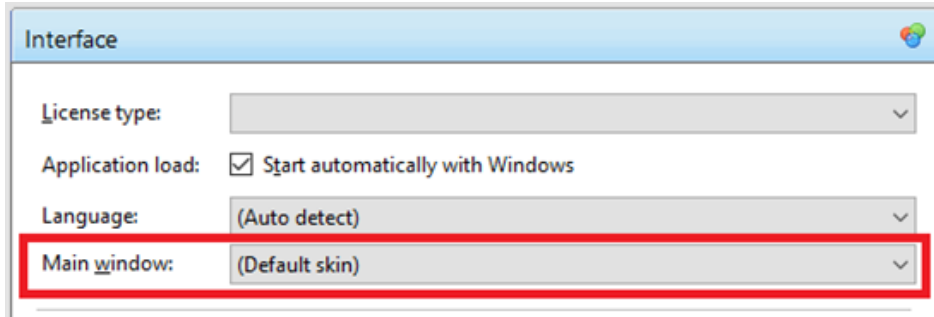 Interface
License type:
Application load: Start automatically with Windows
Language: (Auto detect)
Main window: (Default skin)